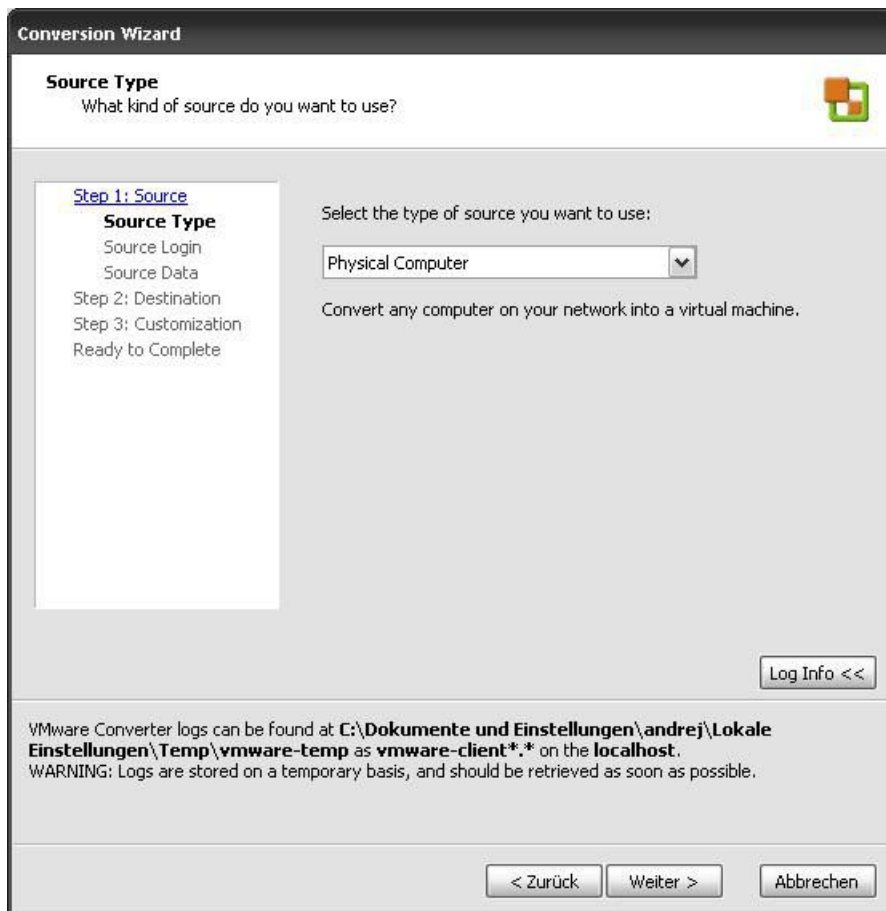 Conversion Wizard
Source Type
What kind of source do you want to use?
Step 1: Source
Source Type
Source Login
Source Data
Step 2: Destination
Step 3: Customization
Ready to Complete
Select the type of source you want to use:
Physical Computer
Convert any computer on your network into a virtual machine.
Log Info <<
VMware Converter logs can be found at C:\Dokumente und Einstellungen\andrej\Lokale
Einstellungen\Temp\vmware-temp as vmware-client*.* on the localhost.
WARNING: Logs are stored on a temporary basis, and should be retrieved as soon as possible.
< Zurück
Weiter >
Abbrechen